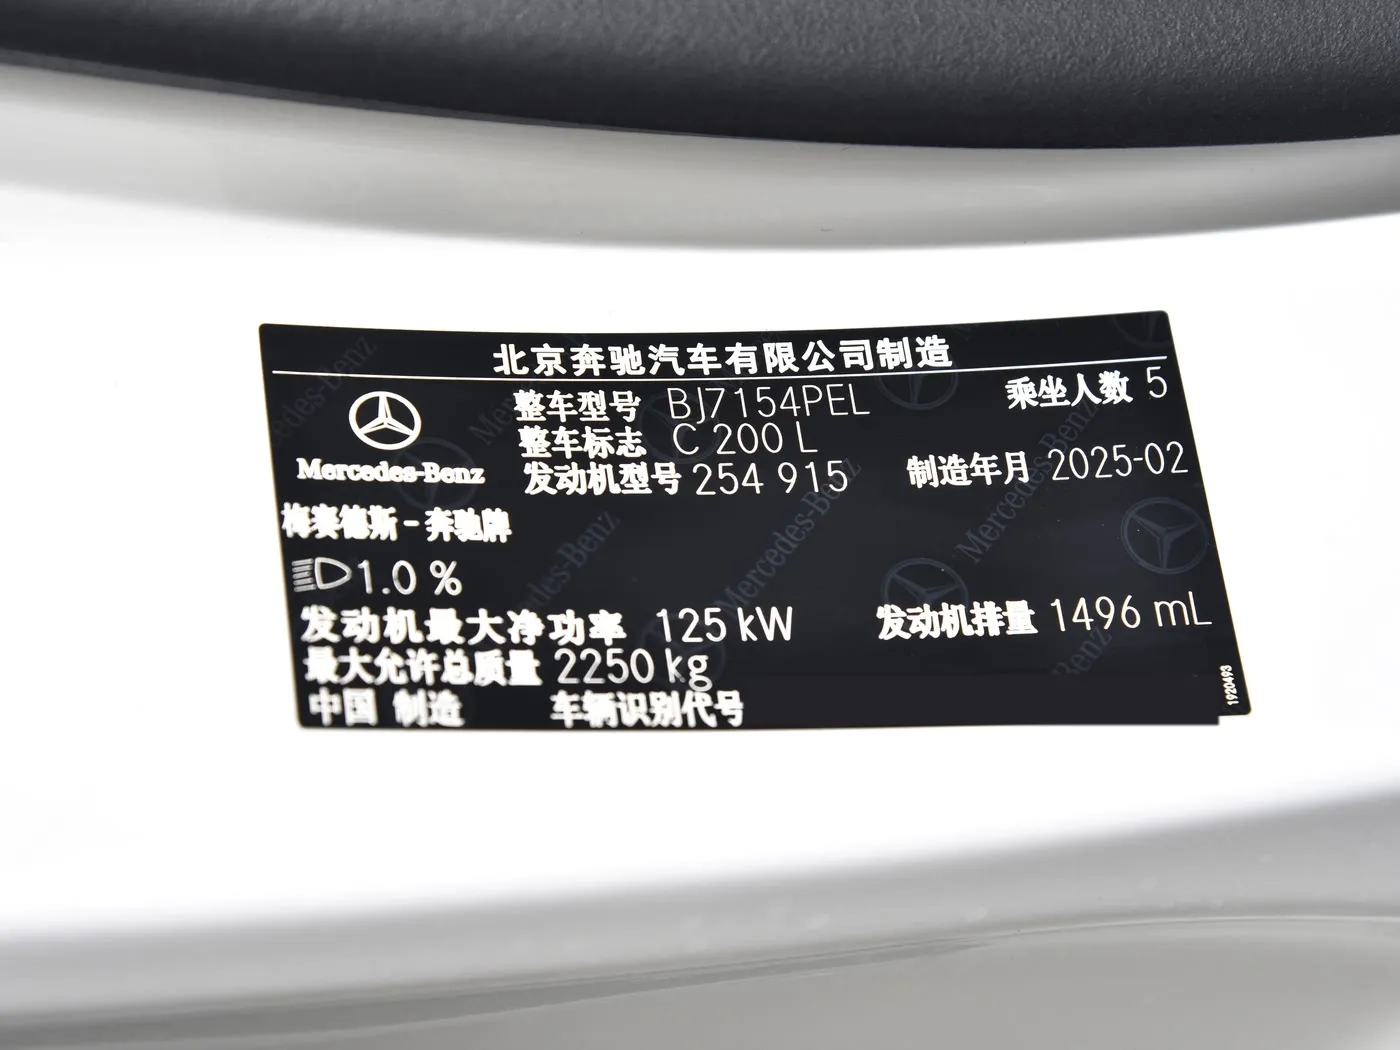 北京奔驰汽车有限公司制造
Mercedes-Benz
整车型号 BJ7154PEL 乘坐人数 5
整车标志 C 200 L
发动机型号 254 915 制造年月 2025-02
梅赛德斯-奔驰牌
1.0 %
发动机最大净功率 125 kW 发动机排量 1496 mL
最大允许总质量 2250 kg
中国 制造 车辆识别代号
1920493